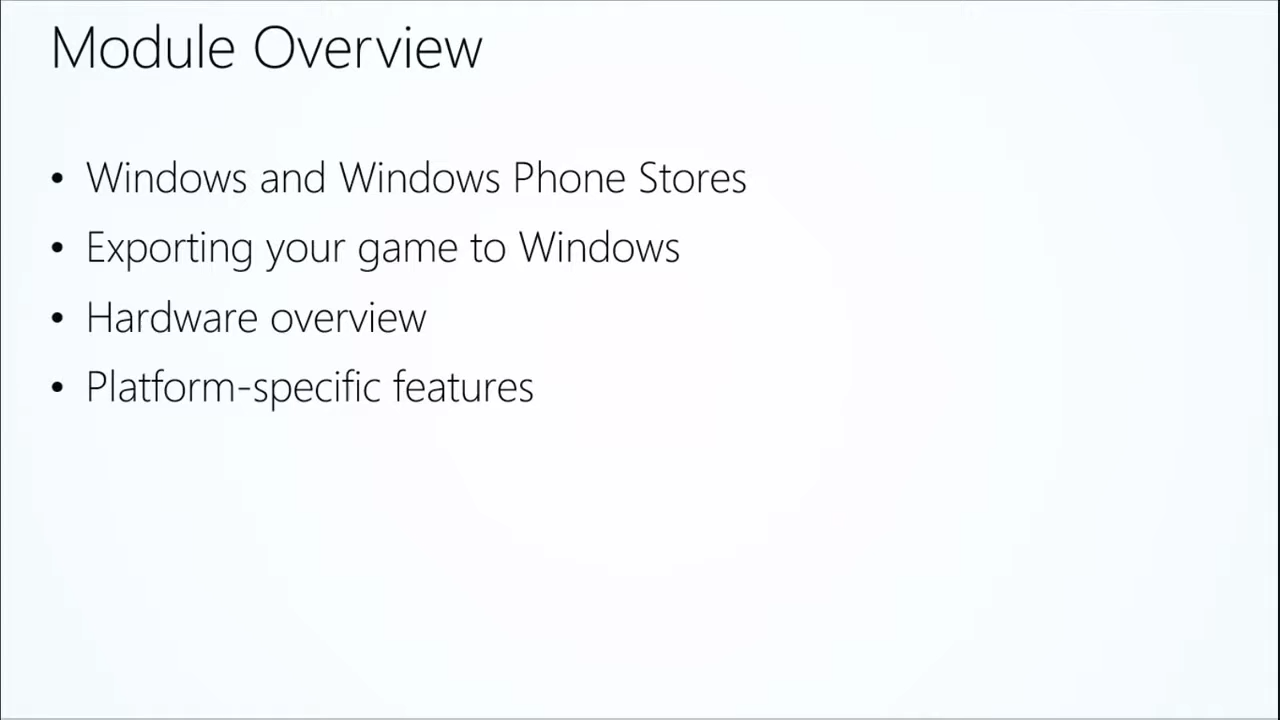 Module Overview
• Windows and Windows Phone Stores
• Exporting your game to Windows
• Hardware overview
• Platform-specific features